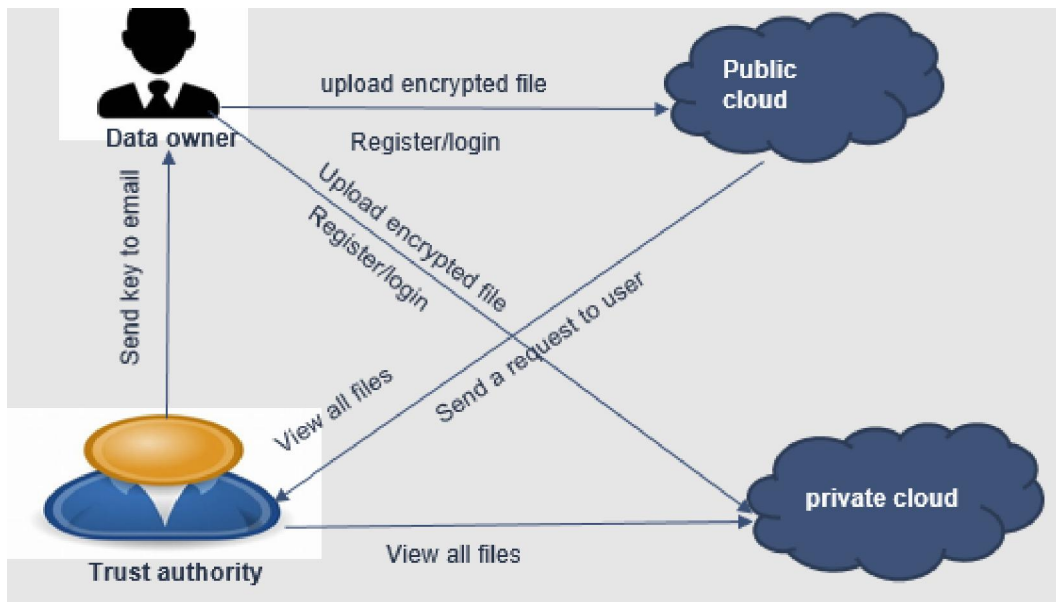 Public
cloud
upload encrypted file
Data owner
Register/login
Upload encrypted file
Register/login
Send key to email
Send a request to user
View all files
private cloud
View all files
Trust authority